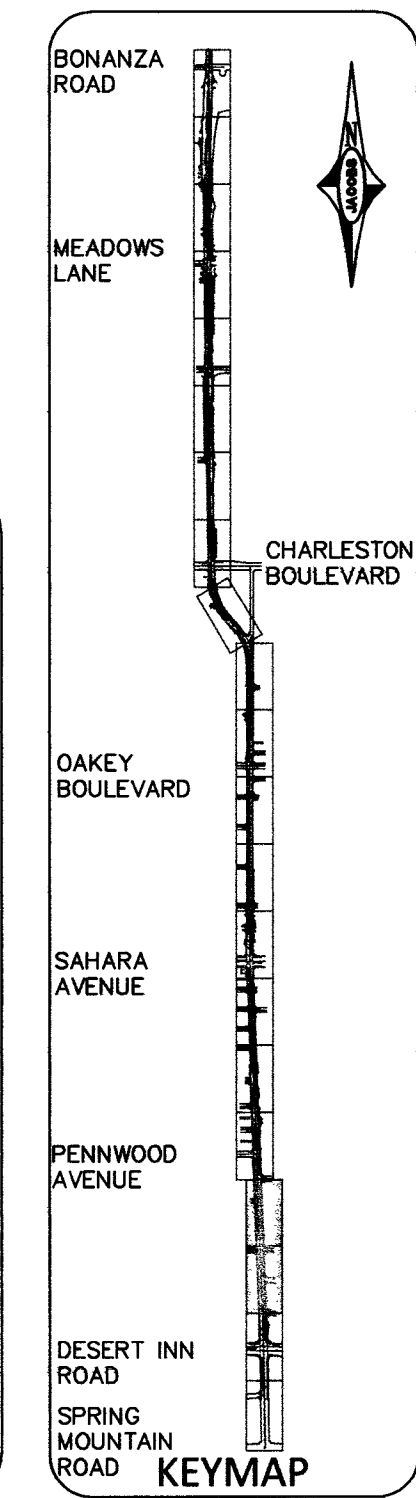 BONANZA
ROAD
N
JACOBS
MEADOWS
LANE
CHARLESTON
BOULEVARD
OAKEY
BOULEVARD
SAHARA
AVENUE
PENNWOOD
AVENUE
DESERT INN
ROAD
SPRING
MOUNTAIN
ROAD
KEYMAP